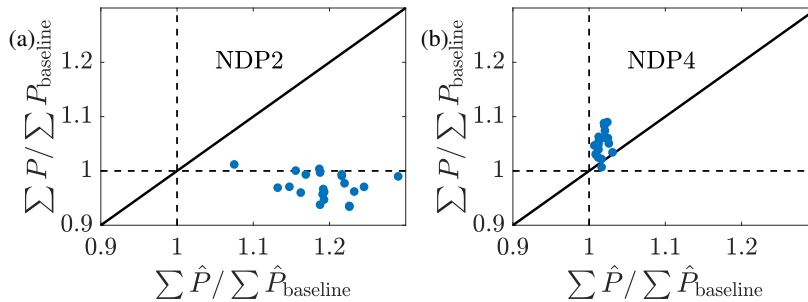 (a)
NDP2
1.2
1.1
1
0.9
0.9 1 1.1 1.2
∑ P / ∑ P_baseline
∑ P̂ / ∑ P̂_baseline
(b)
NDP4
1.2
1.1
1
0.9
0.9 1 1.1 1.2
∑ P / ∑ P_baseline
∑ P̂ / ∑ P̂_baseline